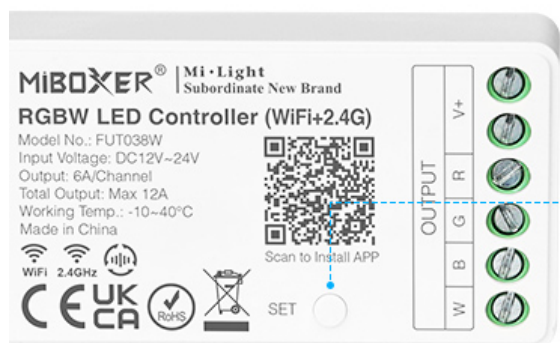 MiBOXER® Mi·Light
Subordinate New Brand
RGBW LED Controller (WiFi+2.4G)
Model No.: FUT038W
Input Voltage: DC12V~24V
Output: 6A/Channel
Total Output: Max 12A
Working Temp.: -10~40°C
Made in China
Scan to Install APP
WiFi 2.4GHz
CE UK CA RoHS
SET
OUTPUT
V+
R
G
B
W